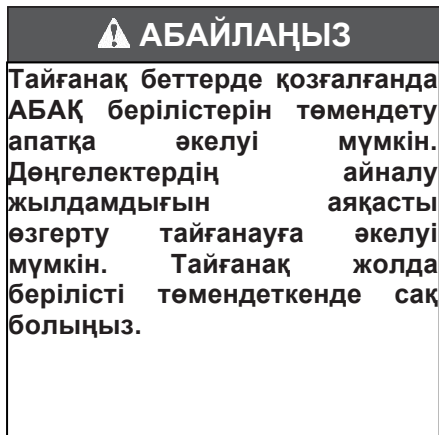 АБАЙЛАҢЫЗ
Тайғанақ беттерде қозғалғанда
АБАҚ берілістерін төмендету
апатқа әкелуі мүмкін.
Дөңгелектердің айналу
жылдамдығын аяқасты
өзгерту тайғанауға әкелуі
мүмкін. Тайғанақ жолда
берілісті төмендеткенде сақ
болыңыз.